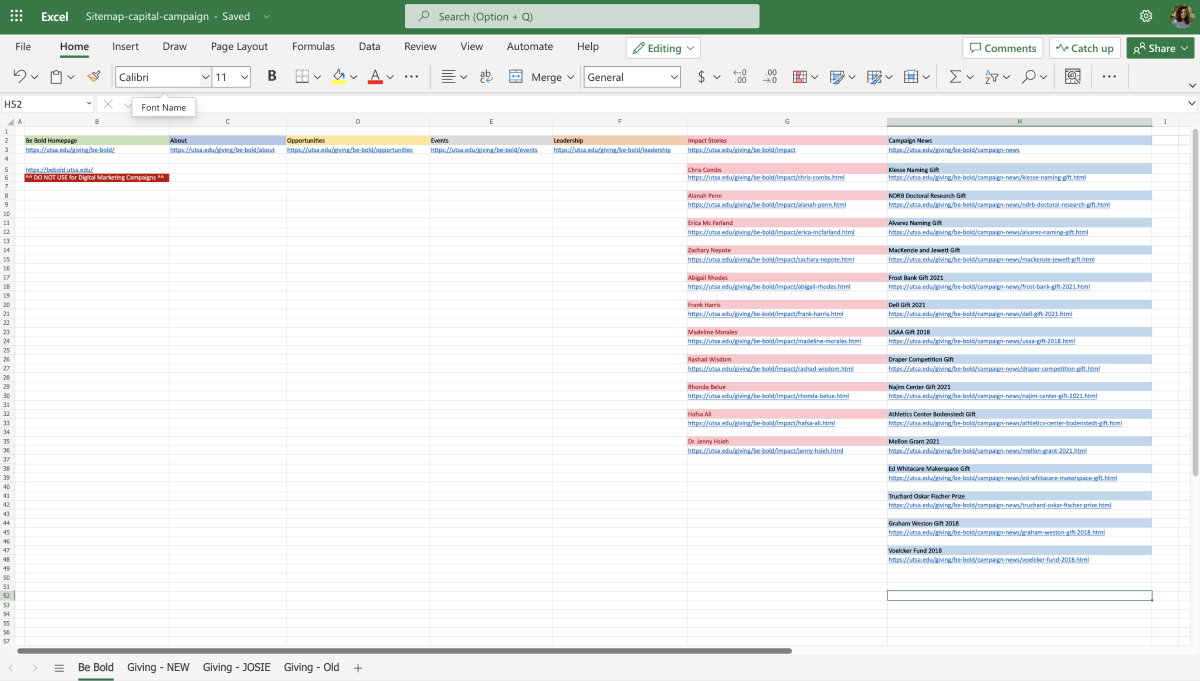 Excel Sitemap-capital-campaign - Saved Search (Option + Q)
File Home Insert Draw Page Layout Formulas Data Review View Automate Help Editing Comments Catch up Share
Calibri 11 B A Merge General $
H52
Font Name
A B C D E F G H I
1
2 Be Bold Homepage About Opportunities Events Leadership Impact Stories Campaign News
3 https://utsa.edu/giving/be-bold/ https://utsa.edu/giving/be-bold/about https://utsa.edu/giving/be-bold/opportunities https://utsa.edu/giving/be-bold/events https://utsa.edu/giving/be-bold/leadership https://utsa.edu/giving/be-bold/impact https://utsa.edu/giving/be-bold/campaign-news
4
5 https://bebold.utsa.edu/ Chris Combs Klesse Naming Gift
6 ^^ DO NOT USE for Digital Marketing Campaigns ^^ https://utsa.edu/giving/be-bold/impact/chris-combs.html https://utsa.edu/giving/be-bold/campaign-news/klesse-naming-gift.html
7
8 Alanah Penn NDRB Doctoral Research Gift
9 https://utsa.edu/giving/be-bold/impact/alanah-penn.html https://utsa.edu/giving/be-bold/campaign-news/ndrb-doctoral-research-gift.html
10
11 Erica Mc Farland Alvarez Naming Gift
12 https://utsa.edu/giving/be-bold/impact/erica-mcfarland.html https://utsa.edu/giving/be-bold/campaign-news/alvarez-naming-gift.html
13
14 Zachary Nepote MacKenzie and Jewett Gift
15 https://utsa.edu/giving/be-bold/impact/zachary-nepote.html https://utsa.edu/giving/be-bold/campaign-news/mackenzie-jewett-gift.html
16
17 Abigail Rhodes Frost Bank Gift 2021
18 https://utsa.edu/giving/be-bold/impact/abigail-rhodes.html https://utsa.edu/giving/be-bold/campaign-news/frost-bank-gift-2021.html
19
20 Frank Harris Dell Gift 2021
21 https://utsa.edu/giving/be-bold/impact/frank-harris.html https://utsa.edu/giving/be-bold/campaign-news/dell-gift-2021.html
22
23 Madeline Morales USAA Gift 2018
24 https://utsa.edu/giving/be-bold/impact/madeline-morales.html https://utsa.edu/giving/be-bold/campaign-news/usaa-gift-2018.html
25
26 Rashad Wisdom Draper Competition Gift
27 https://utsa.edu/giving/be-bold/impact/rashad-wisdom.html https://utsa.edu/giving/be-bold/campaign-news/draper-competition-gift.html
28
29 Rhonda Belue Najim Center Gift 2021
30 https://utsa.edu/giving/be-bold/impact/rhonda-belue.html https://utsa.edu/giving/be-bold/campaign-news/najim-center-gift-2021.html
31
32 Hafsa Ali Athletics Center Bodenstedt Gift
33 https://utsa.edu/giving/be-bold/impact/hafsa-ali.html https://utsa.edu/giving/be-bold/campaign-news/athletics-center-bodenstedt-gift.html
34
35 Dr. Jenny Hsieh Mellon Grant 2021
36 https://utsa.edu/giving/be-bold/impact/jenny-hsieh.html https://utsa.edu/giving/be-bold/campaign-news/mellon-grant-2021.html
37
38 Ed Whitacare Makerspace Gift
39 https://utsa.edu/giving/be-bold/campaign-news/ed-whitacare-makerspace-gift.html
40
41 Truchard Oskar Fischer Prize
42 https://utsa.edu/giving/be-bold/campaign-news/truchard-oskar-fischer-prize.html
43
44 Graham Weston Gift 2018
45 https://utsa.edu/giving/be-bold/campaign-news/graham-weston-gift-2018.html
46
47 Voelcker Fund 2018
48 https://utsa.edu/giving/be-bold/campaign-news/voelcker-fund-2018.html
49
50
51
52
53
54
55
56
57
Be Bold Giving - NEW Giving - JOSIE Giving - Old